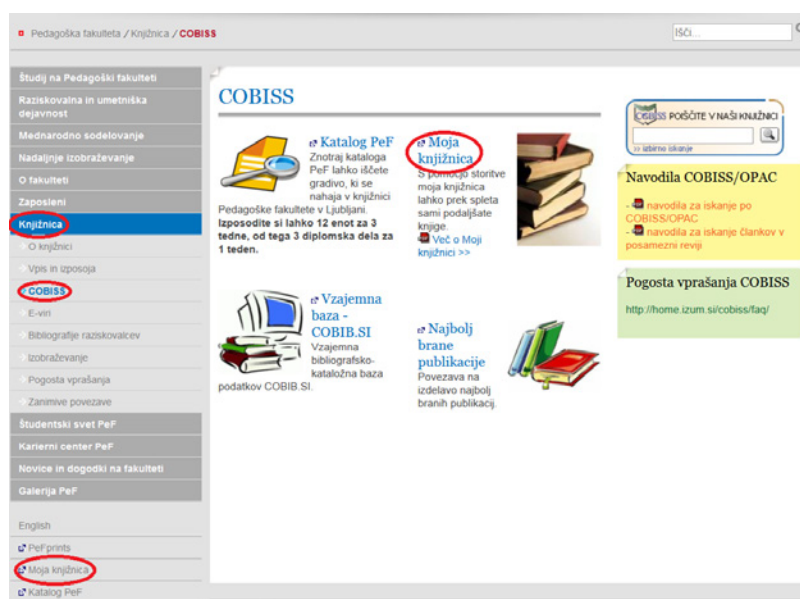 Pedagoška fakulteta / Knjižnica / COBISS
Išči...
Študij na Pedagoški fakulteti
Raziskovalna in umetniška
dejavnost
Mednarodno sodelovanje
Nadaljnje izobraževanje
O fakulteti
Zaposleni
Knjižnica
O knjižnici
Vpis in izposoja
COBISS
E-viri
Bibliografije raziskovalcev
Izobraževanje
Pogosta vprašanja
Zanimive povezave
Študentski svet PeF
Karierni center PeF
Novice in dogodki na fakulteti
Galerija PeF
English
PeFprints
Moja knjižnica
Katalog PeF
COBISS
Katalog PeF
Znotraj kataloga
PeF lahko iščete
gradivo, ki se
nahaja v knjižnici
Pedagoške fakultete v Ljubljani.
Izposodite si lahko 12 enot za 3
tedne, od tega 3 diplomska dela za
1 teden.
Moja
knjižnica
S pomočjo storitve
moja knjižnica
lahko prek spleta
sami podaljšate
knjige.
Več o Moji
knjižnici >>
Vzajemna
baza -
COBIB.SI
Vzajemna
bibliografsko-
kataložna baza
podatkov COBIB.SI.
Najbolj
brane
publikacije
Povezava na
izdelavo najbolj
branih publikacij.
COBISS POIŠČITE V NAŠI KNJIŽNICI
>> izbirno iskanje
Navodila COBISS/OPAC
- navodila za iskanje po
COBISS/OPAC
- navodila za iskanje člankov v
posamezni reviji
Pogosta vprašanja COBISS
http://home.izum.si/cobiss/faq/